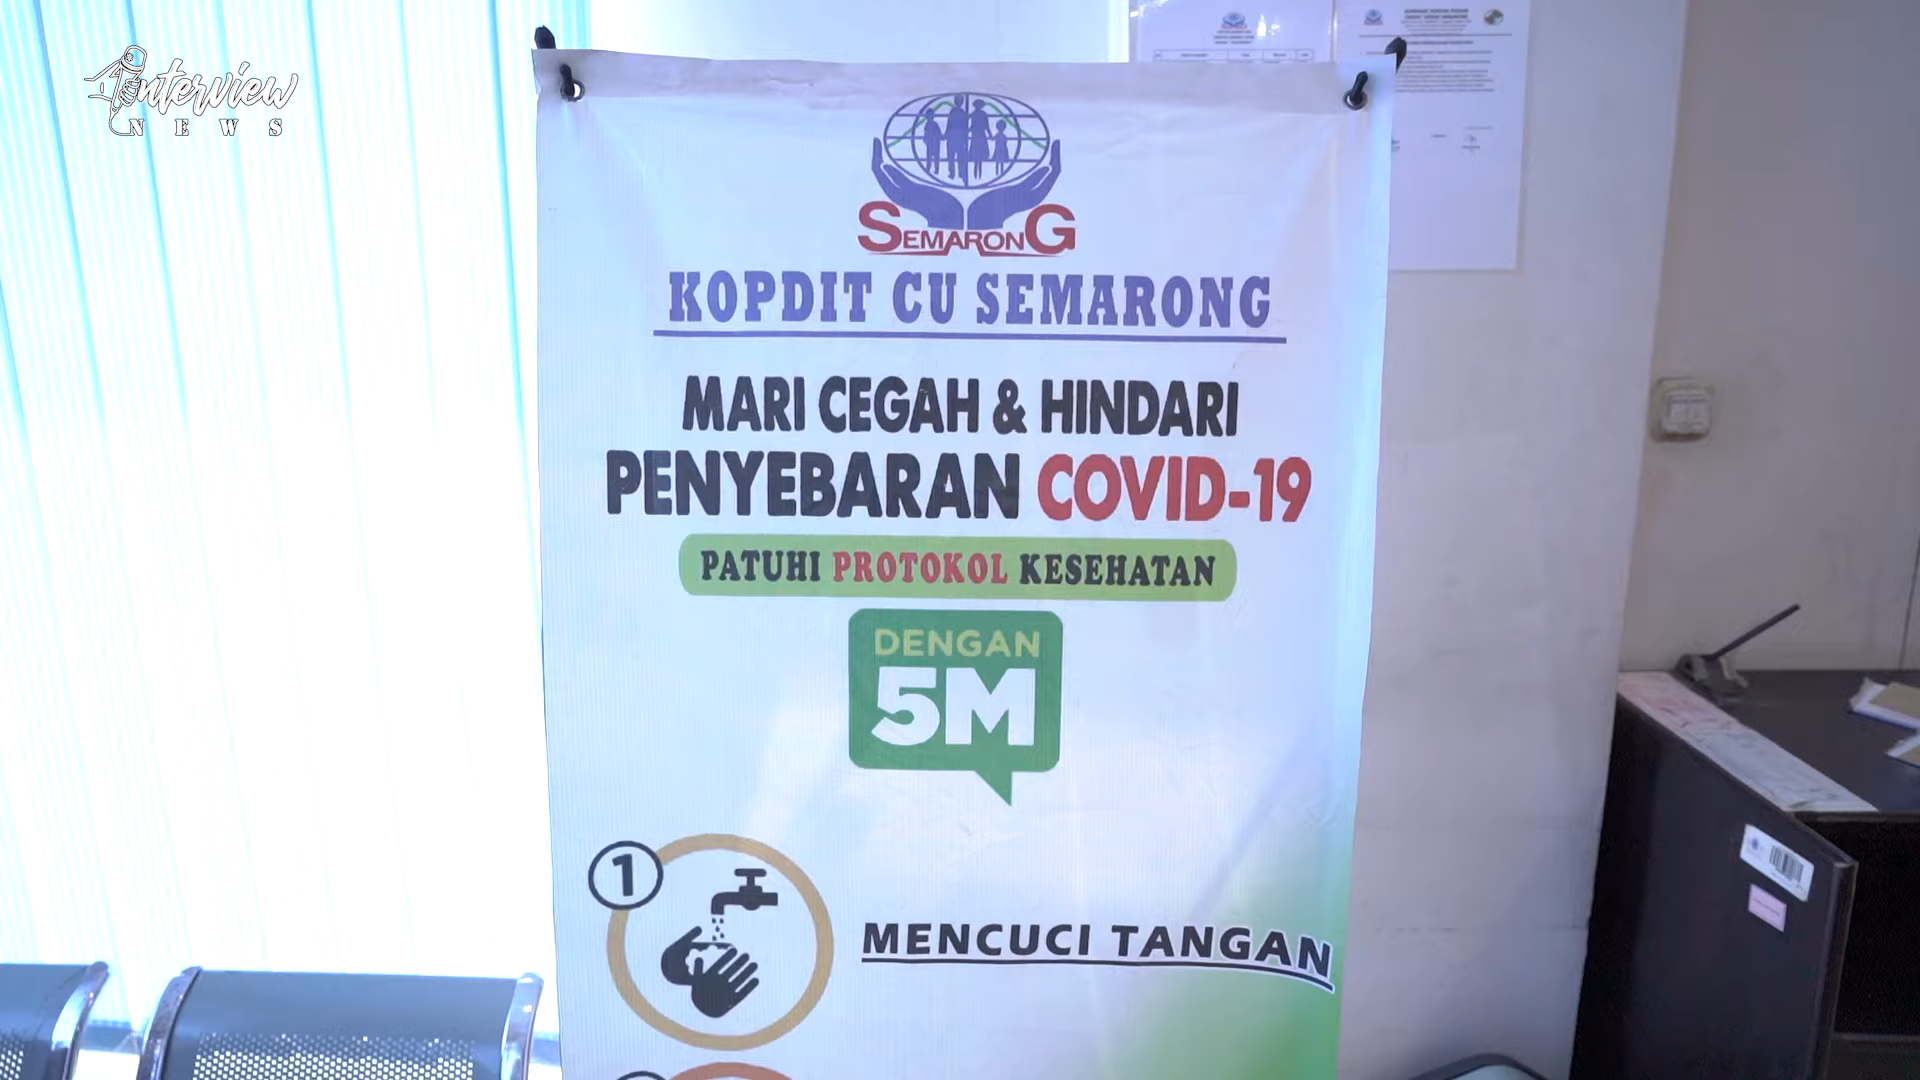 Interview
NEWS
SEMARONG
KOPDIT CU SEMARONG
MARI CEGAH & HINDARI
PENYEBARAN COVID-19
PATUHI PROTOKOL KESEHATAN
DENGAN
5M
1
MENCUCI TANGAN